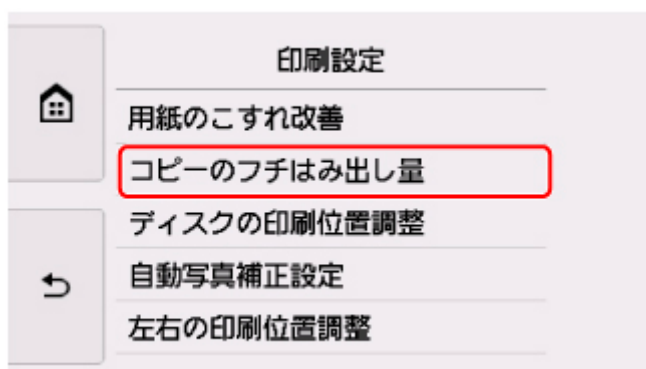 印刷設定
用紙のこすれ改善
コピーのフチはみ出し量
ディスクの印刷位置調整
自動写真補正設定
左右の印刷位置調整